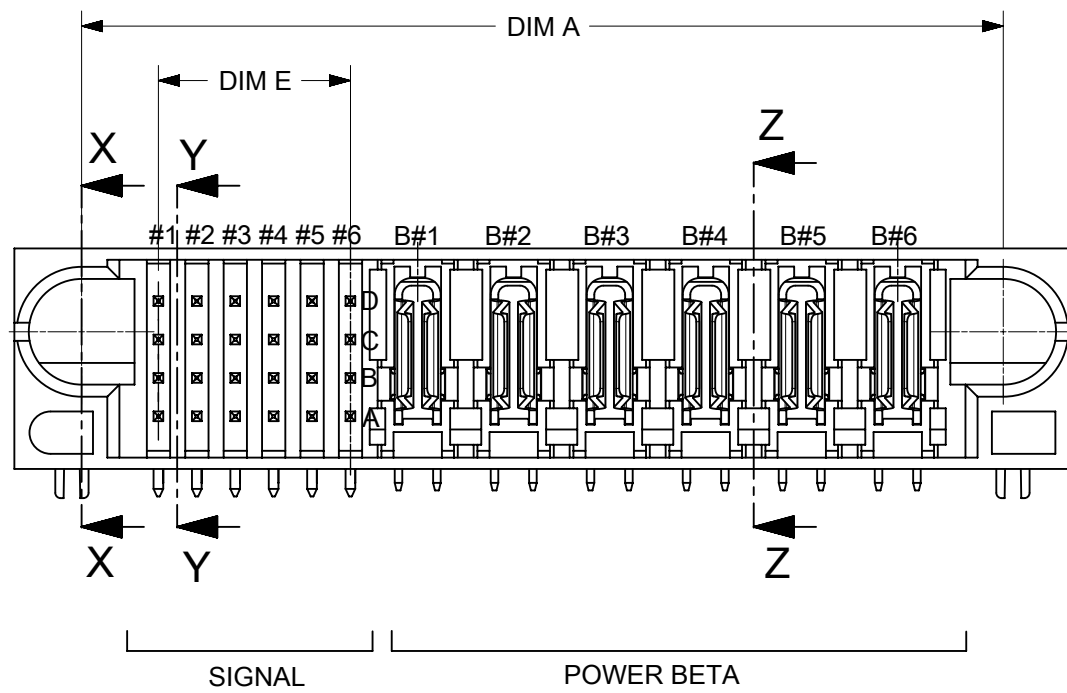 DIM A
DIM E
X Y Z
#1 #2 #3 #4 #5 #6 B#1 B#2 B#3 B#4 B#5 B#6
D
C
B
A
X Y Z
SIGNAL POWER BETA